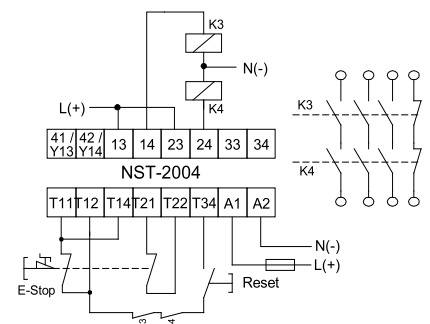 K3
N(-)
K4
L(+)
41 / Y13
42 / Y14
13
14
23
24
33
34
NST-2004
T11
T12
T14
T21
T22
T34
A1
A2
N(-)
L(+)
E-Stop
Reset
3
4
K3
K4